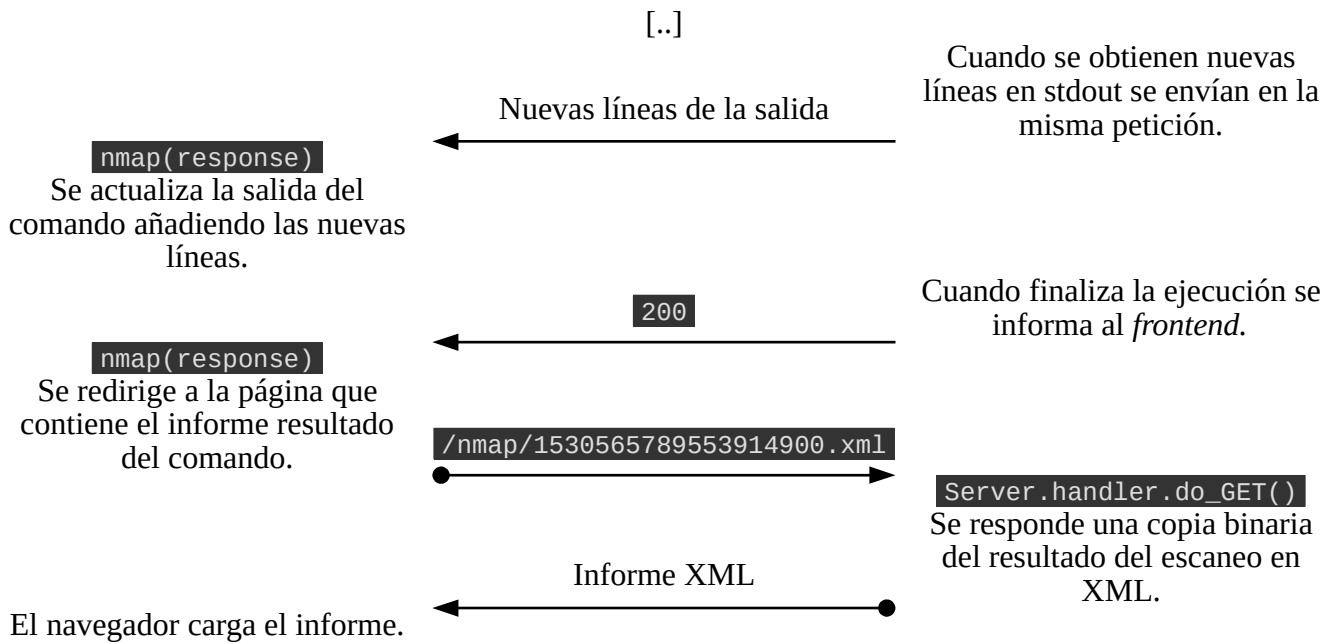 [..]
Cuando se obtienen nuevas
líneas en stdout se envían en la
misma petición.
Nuevas líneas de la salida
nmap(response)
Se actualiza la salida del
comando añadiendo las nuevas
líneas.
Cuando finaliza la ejecución se
informa al frontend.
200
nmap(response)
Se redirige a la página que
contiene el informe resultado
del comando.
/nmap/1530565789553914900.xml
Server.handler.do_GET()
Se responde una copia binaria
del resultado del escaneo en
XML.
Informe XML
El navegador carga el informe.